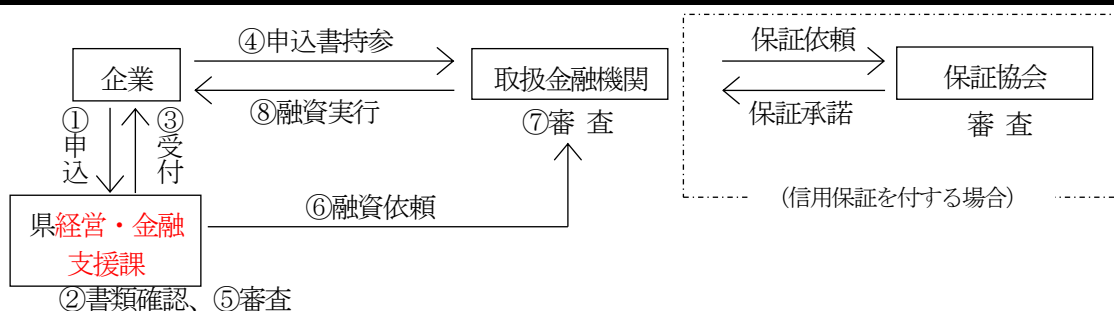 ④申込書持参
保証依頼
企業
取扱金融機関
保証協会
⑧融資実行
保証承諾
⑦審 査
審 査
①申込
③受付
(信用保証を付する場合)
⑥融資依頼
県経営・金融
支援課
②書類確認、⑤審査